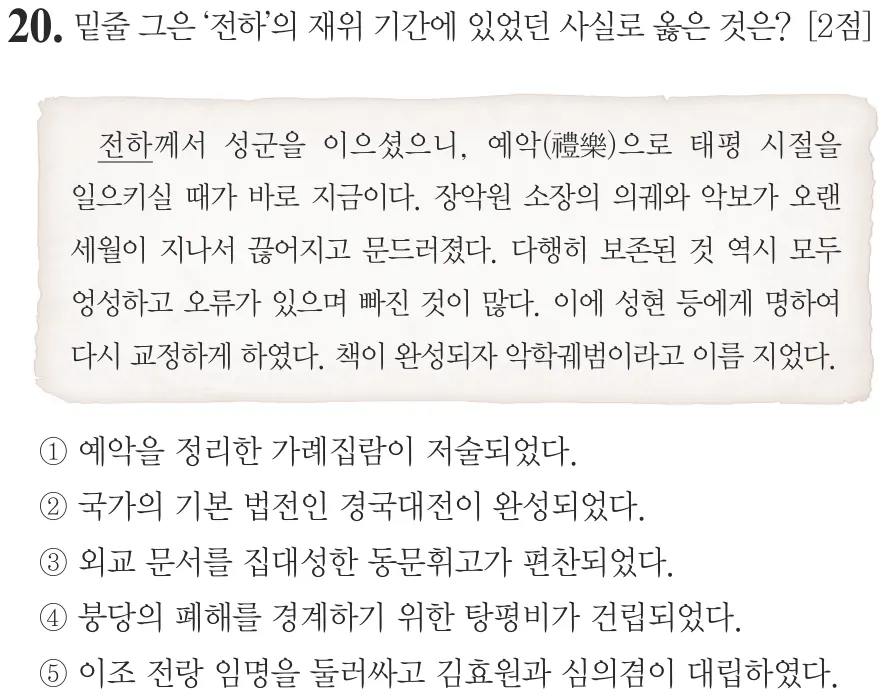 20. 밑줄 그은 ‘전하’의 재위 기간에 있었던 사실로 옳은 것은? [2점]
전하께서 성군을 이으셨으니, 예악(禮樂)으로 태평 시절을
일으키실 때가 바로 지금이다. 장악원 소장의 의궤와 악보가 오랜
세월이 지나서 끊어지고 문드러졌다. 다행히 보존된 것 역시 모두
엉성하고 오류가 있으며 빠진 것이 많다. 이에 성현 등에게 명하여
다시 교정하게 하였다. 책이 완성되자 악학궤범이라고 이름 지었다.
① 예악을 정리한 가례집람이 저술되었다.
② 국가의 기본 법전인 경국대전이 완성되었다.
③ 외교 문서를 집대성한 동문휘고가 편찬되었다.
④ 붕당의 폐해를 경계하기 위한 탕평비가 건립되었다.
⑤ 이조 전랑 임명을 둘러싸고 김효원과 심의겸이 대립하였다.